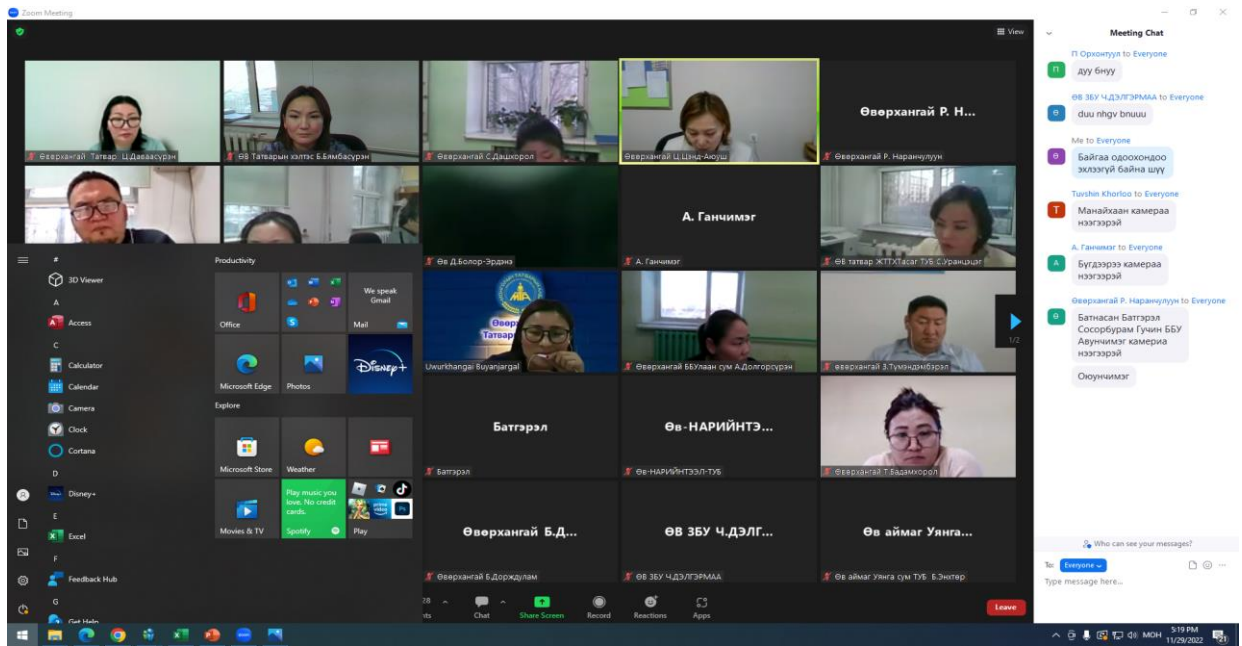 Zoom Meeting
View
Өвөрхангай Татвар Ц.Даваасүрэн
ӨВ Татварын хэлтэс Б.Бямбасүрэн
Өвөрхангай С.Дашхорол
Өвөрхангай Ц.Цэнд-Аюуш
Өвөрхангай Р. Н...
Өвөрхангай Р. Наранчулуун
Өв Д.Болор-Эрдэнэ
А. Ганчимэг
А. Ганчимэг
ӨВ татвар ЖТТХТасаг ТУБ С.Уранцэцэг
Uwurkhangai Buyanjargal
Өвөрхангай ББУлаан сум А.Долгорсүрэн
Өвөрхангай З.Түмэндэмбэрэл
1/2
Батгэрэл
Батгэрэл
Өв-НАРИЙНТЭ...
Өв-НАРИЙНТЭЭЛ-ТУБ
Өвөрхангай Т.Бадамхорол
Өвөрхангай Б.Д...
Өвөрхангай Б.Дорждулам
ӨВ ЗБУ Ч.ДЭЛГ...
ӨВ ЗБУ Ч.ДЭЛГЭРМАА
Өв аймаг Уянга...
Өв аймаг Уянга сум ТУБ Б.Энхтөр
#
3D Viewer
A
Access
C
Calculator
Calendar
Camera
Clock
Cortana
D
Disney+
E
Excel
F
Feedback Hub
G
Get Help
Productivity
Office
We speak
Gmail
Mail
Microsoft Edge
Photos
Disney+
Explore
Microsoft Store
Weather
Movies & TV
Play music you
love. No credit
cards.
Spotify
Play
28
Chat
Share Screen
Record
Reactions
Apps
Leave
Meeting Chat
П Орхонтуул to Everyone
дуу бнуу
ӨВ ЗБУ Ч.ДЭЛГЭРМАА to Everyone
duu nhgv bnuuu
Me to Everyone
Байгаа одоохондоо
эхлээгүй байна шүү
Tuvshin Khorloo to Everyone
Манайхаан камераа
нээгээрэй
А. Ганчимэг to Everyone
Бүгдээрээ камераа
нээгээрэй
Өвөрхангай Р. Наранчулуун to Everyone
Батнасан Батгэрэл
Сосорбурам Гучин ББУ
Авунчимэг камериа
нээгээрэй
Оюунчимэг
Who can see your messages?
To: Everyone
Type message here...
МОН
5:19 PM
11/29/2022